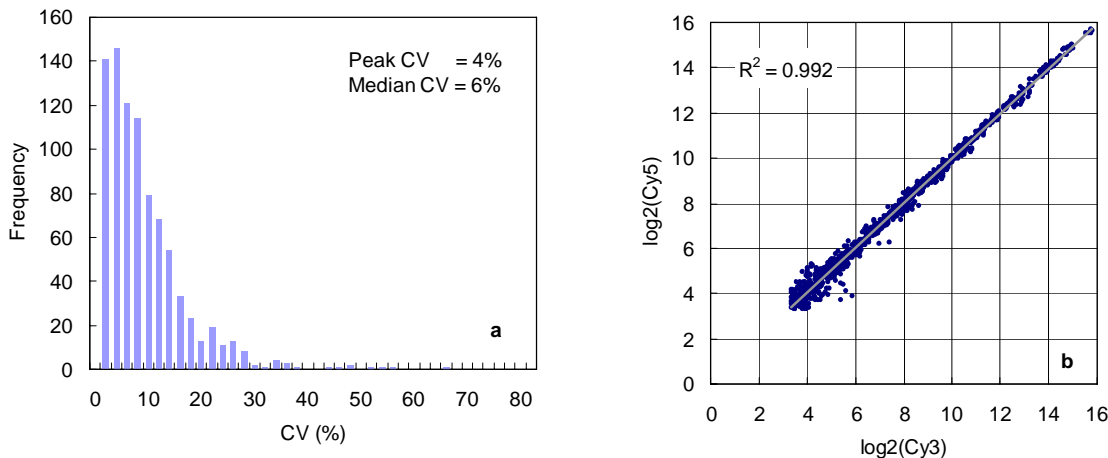 160
140
120
100
80
60
40
20
0
Frequency
Peak CV = 4%
Median CV = 6%
a
0 10 20 30 40 50 60 70 80
CV (%)
16
14
12
10
8
6
4
2
0
log2(Cy5)
R² = 0.992
b
0 2 4 6 8 10 12 14 16
log2(Cy3)